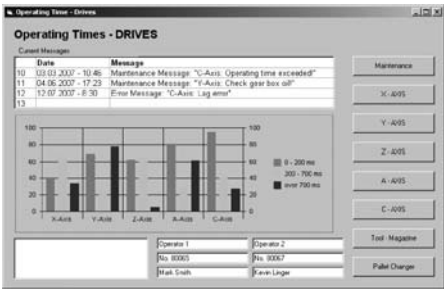 Operating Time - Drives
Operating Times - DRIVES
Current Messages
Date Message
10 03.03.2007 - 10:46 Maintenance Message: "C-Axis: Operating time exceeded!"
11 04.06.2007 - 17:23 Maintenance Message: "Y-Axis: Check gear box oil!"
12 12.07.2007 - 8:30 Error Message: "C-Axis: Lag error"
13
100 100
80 80
60 60
40 40
20 20
0 0
X-Axis Y-Axis Z-Axis A-Axis C-Axis
0 - 200 ms
200 - 700 ms
over 700 ms
Maintenance
X - AXIS
Y - AXIS
Z - AXIS
A - AXIS
C - AXIS
Tool - Magazine
Pallet Changer
Operator 1 Operator 2
No. 80065 No. 80067
Mark Smith Kevin Linger